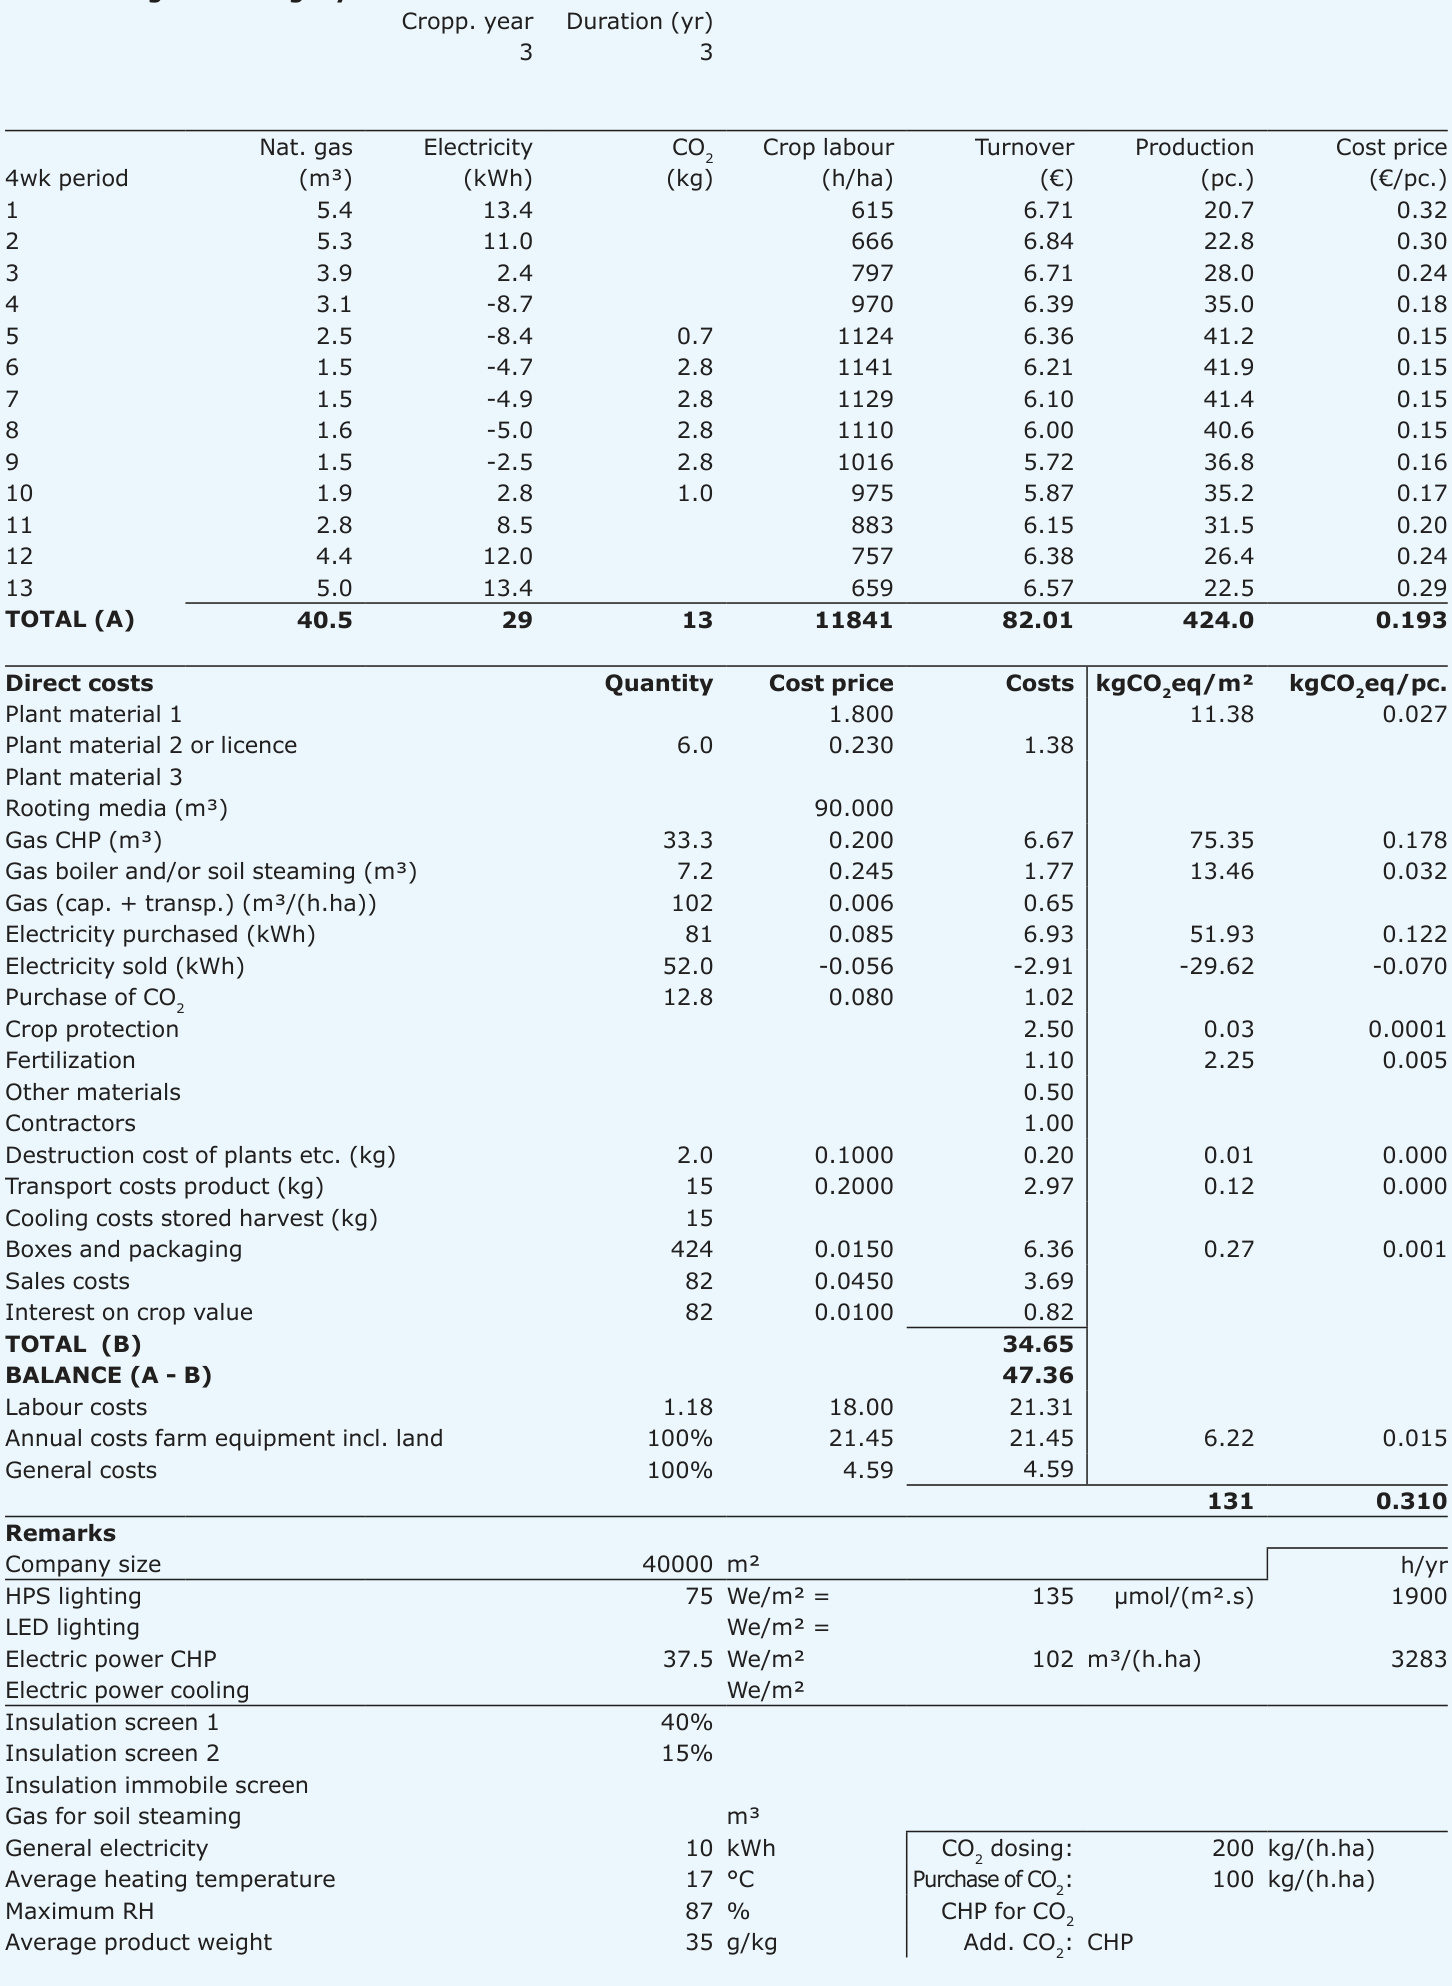 Cropp. year Duration (yr)
3 3
Nat. gas Electricity CO₂ Crop labour Turnover Production Cost price
4wk period (m³) (kWh) (kg) (h/ha) (€) (pc.) (€/pc.)
1 5.4 13.4 615 6.71 20.7 0.32
2 5.3 11.0 666 6.84 22.8 0.30
3 3.9 2.4 797 6.71 28.0 0.24
4 3.1 -8.7 970 6.39 35.0 0.18
5 2.5 -8.4 0.7 1124 6.36 41.2 0.15
6 1.5 -4.7 2.8 1141 6.21 41.9 0.15
7 1.5 -4.9 2.8 1129 6.10 41.4 0.15
8 1.6 -5.0 2.8 1110 6.00 40.6 0.15
9 1.5 -2.5 2.8 1016 5.72 36.8 0.16
10 1.9 2.8 1.0 975 5.87 35.2 0.17
11 2.8 8.5 883 6.15 31.5 0.20
12 4.4 12.0 757 6.38 26.4 0.24
13 5.0 13.4 659 6.57 22.5 0.29
TOTAL (A) 40.5 29 13 11841 82.01 424.0 0.193
Direct costs Quantity Cost price Costs kgCO₂eq/m² kgCO₂eq/pc.
Plant material 1 1.800 11.38 0.027
Plant material 2 or licence 6.0 0.230 1.38
Plant material 3
Rooting media (m³) 90.000
Gas CHP (m³) 33.3 0.200 6.67 75.35 0.178
Gas boiler and/or soil steaming (m³) 7.2 0.245 1.77 13.46 0.032
Gas (cap. + transp.) (m³/(h.ha)) 102 0.006 0.65
Electricity purchased (kWh) 81 0.085 6.93 51.93 0.122
Electricity sold (kWh) 52.0 -0.056 -2.91 -29.62 -0.070
Purchase of CO₂ 12.8 0.080 1.02
Crop protection 2.50 0.03 0.0001
Fertilization 1.10 2.25 0.005
Other materials 0.50
Contractors 1.00
Destruction cost of plants etc. (kg) 2.0 0.1000 0.20 0.01 0.000
Transport costs product (kg) 15 0.2000 2.97 0.12 0.000
Cooling costs stored harvest (kg) 15
Boxes and packaging 424 0.0150 6.36 0.27 0.001
Sales costs 82 0.0450 3.69
Interest on crop value 82 0.0100 0.82
TOTAL (B) 34.65
BALANCE (A - B) 47.36
Labour costs 1.18 18.00 21.31
Annual costs farm equipment incl. land 100% 21.45 21.45 6.22 0.015
General costs 100% 4.59 4.59
131 0.310
Remarks
Company size 40000 m² h/yr
HPS lighting 75 We/m² = 135 µmol/(m².s) 1900
LED lighting We/m² =
Electric power CHP 37.5 We/m² 102 m³/(h.ha) 3283
Electric power cooling We/m²
Insulation screen 1 40%
Insulation screen 2 15%
Insulation immobile screen
Gas for soil steaming m³
General electricity 10 kWh CO₂ dosing: 200 kg/(h.ha)
Average heating temperature 17 °C Purchase of CO₂: 100 kg/(h.ha)
Maximum RH 87 % CHP for CO₂
Average product weight 35 g/kg Add. CO₂: CHP